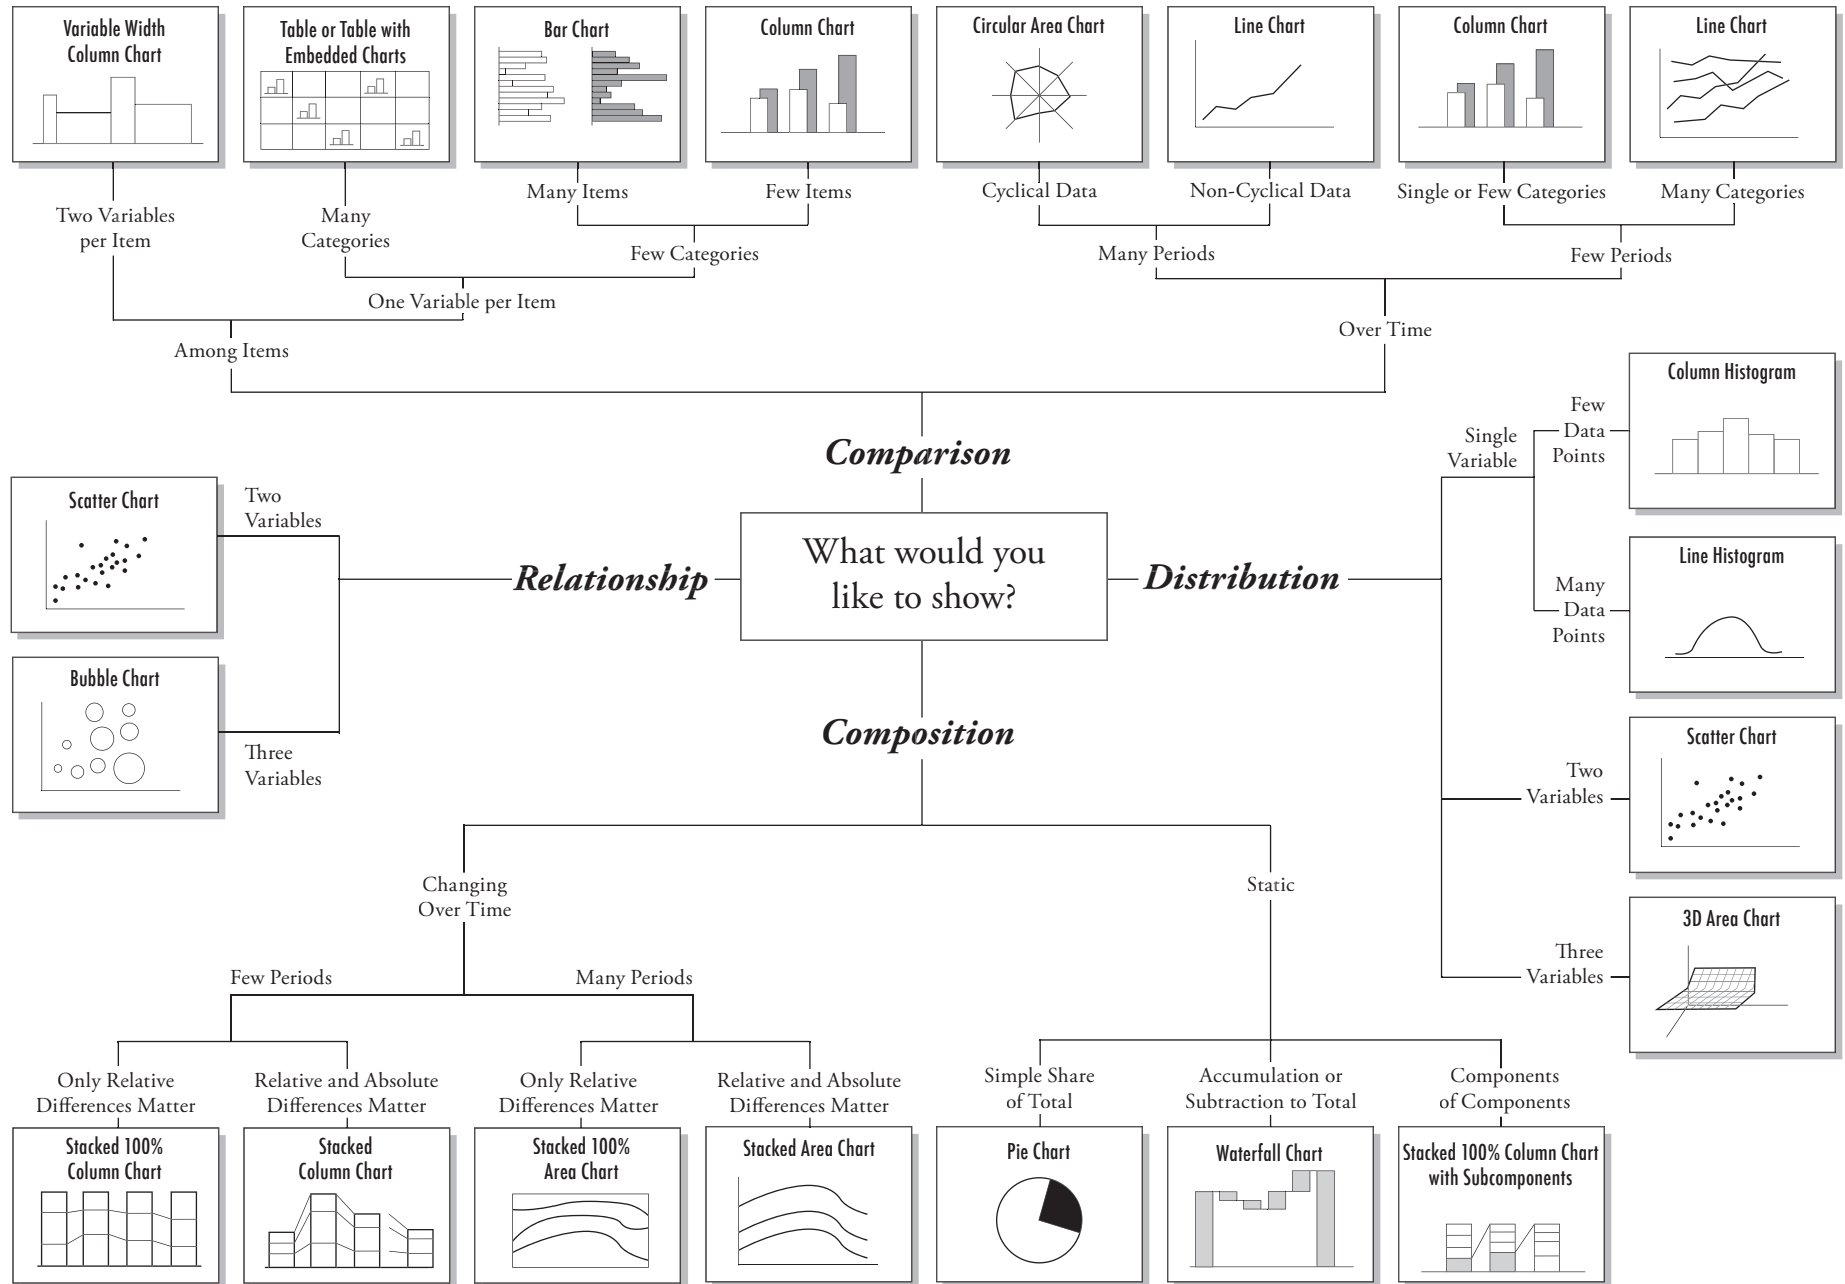 Variable Width
Column Chart
Table or Table with
Embedded Charts
Bar Chart
Column Chart
Circular Area Chart
Line Chart
Column Chart
Line Chart
Two Variables
per Item
Many
Categories
Many Items
Few Items
Cyclical Data
Non-Cyclical Data
Single or Few Categories
Many Categories
Few Categories
Many Periods
Few Periods
One Variable per Item
Among Items
Over Time
Comparison
What would you
like to show?
Relationship
Two
Variables
Scatter Chart
Three
Variables
Bubble Chart
Distribution
Single
Variable
Few
Data
Points
Column Histogram
Many
Data
Points
Line Histogram
Two
Variables
Scatter Chart
Three
Variables
3D Area Chart
Composition
Changing
Over Time
Static
Few Periods
Many Periods
Only Relative
Differences Matter
Relative and Absolute
Differences Matter
Only Relative
Differences Matter
Relative and Absolute
Differences Matter
Simple Share
of Total
Accumulation or
Subtraction to Total
Components
of Components
Stacked 100%
Column Chart
Stacked
Column Chart
Stacked 100%
Area Chart
Stacked Area Chart
Pie Chart
Waterfall Chart
Stacked 100% Column Chart
with Subcomponents